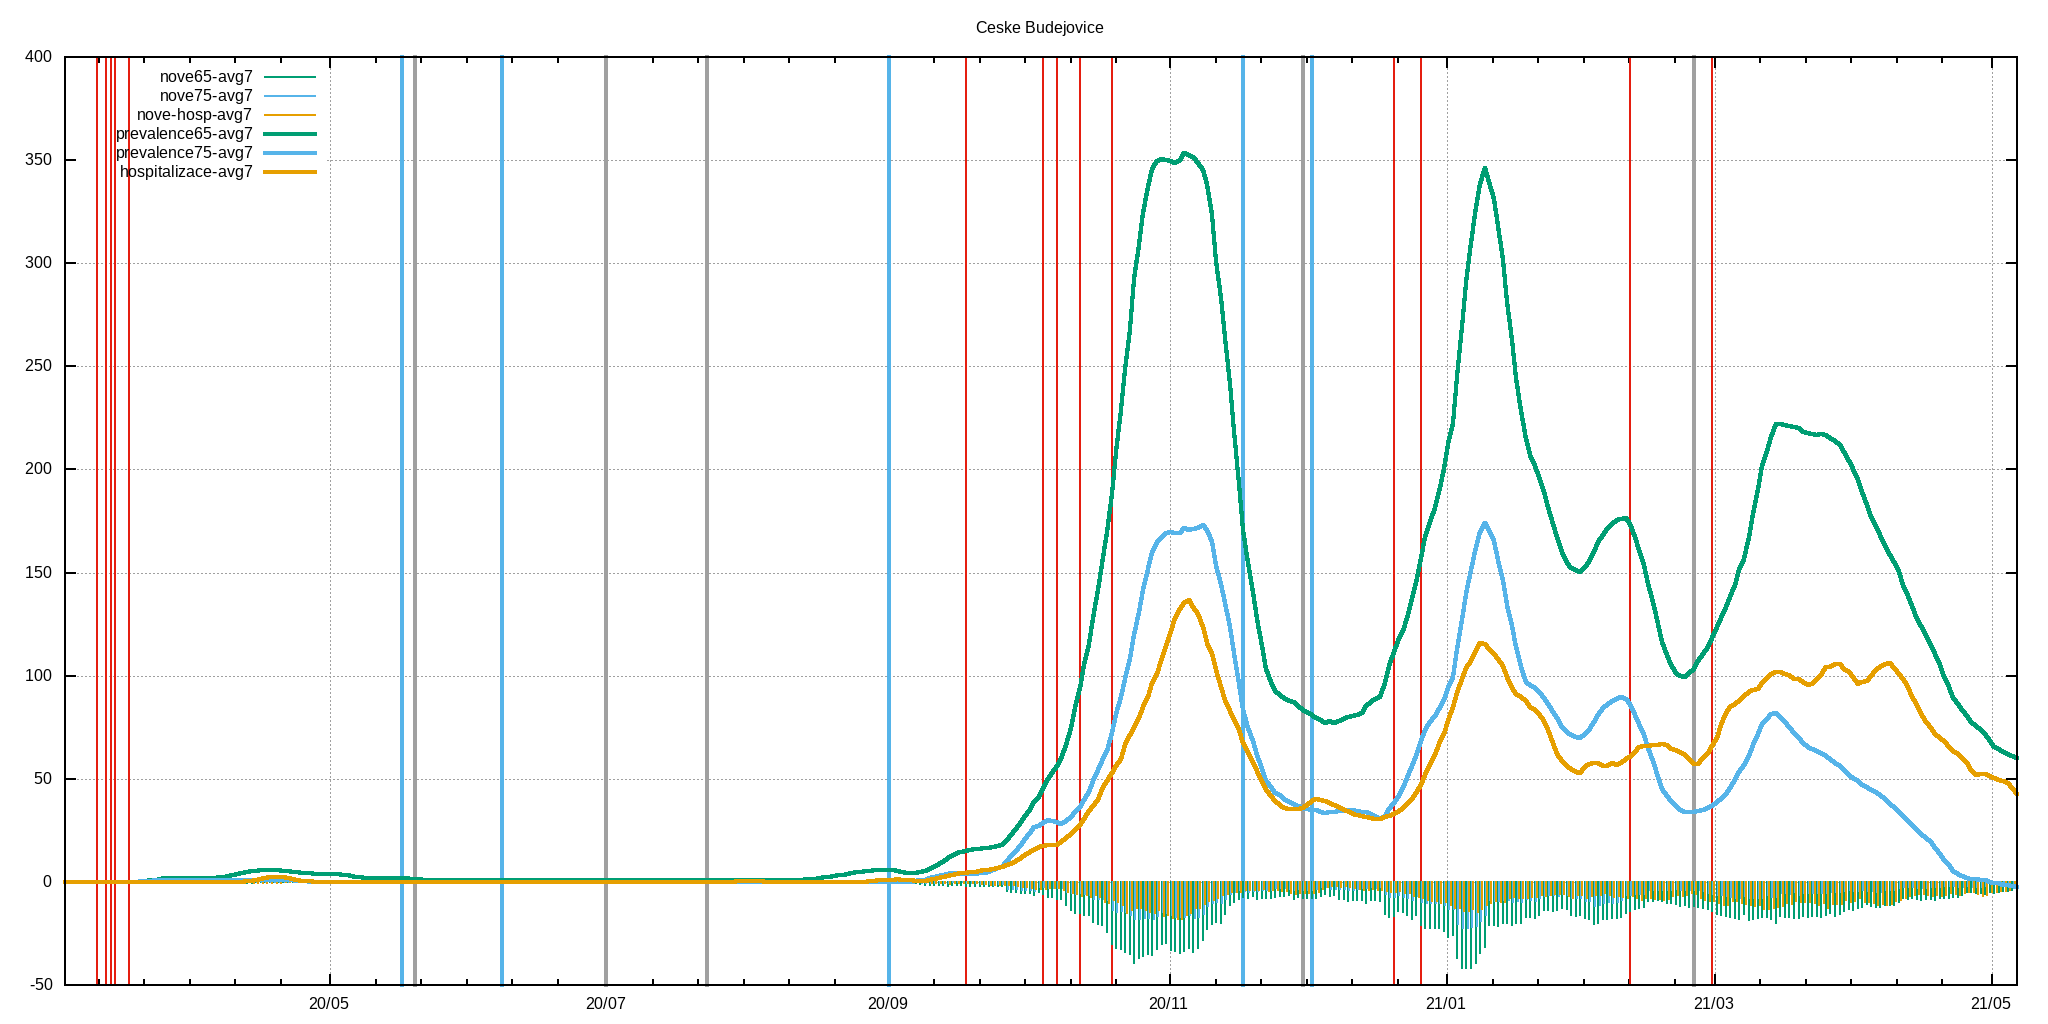 Ceske Budejovice
400
350
300
250
200
150
100
50
0
-50
nove65-avg7
nove75-avg7
nove-hosp-avg7
prevalence65-avg7
prevalence75-avg7
hospitalizace-avg7
20/05 20/07 20/09 20/11 21/01 21/03 21/05